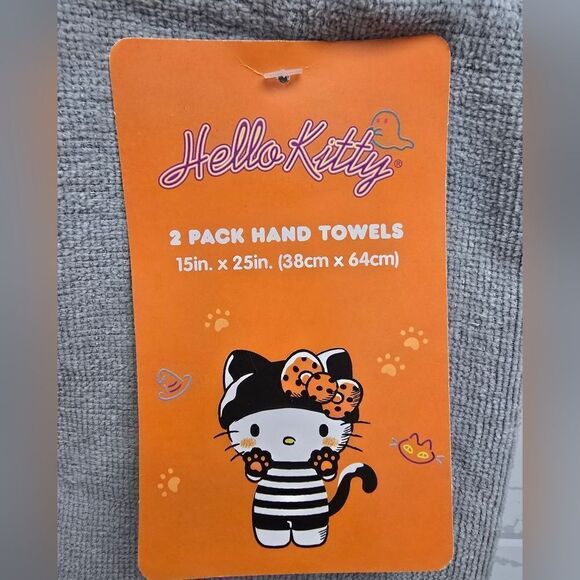 Hello Kitty®
2 PACK HAND TOWELS
15in. x 25in. (38cm x 64cm)